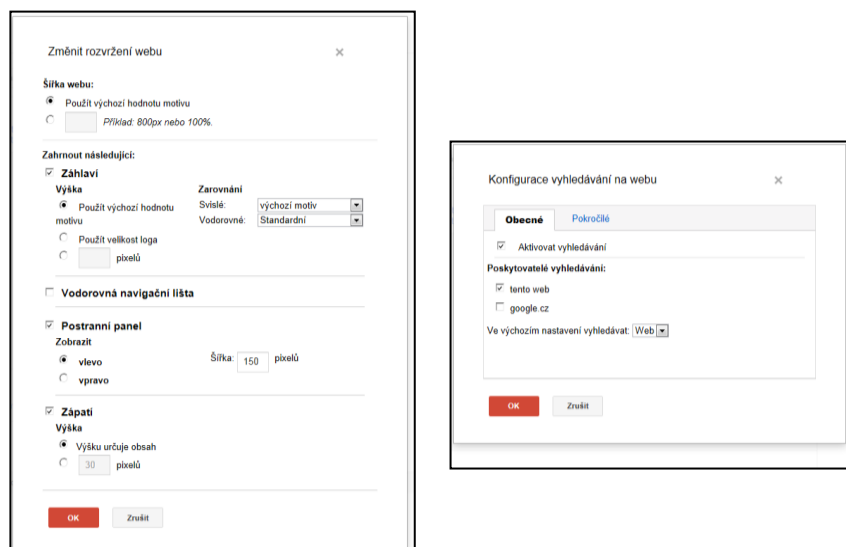 Změnit rozvržení webu
Šířka webu:
Použít výchozí hodnotu motivu
Příklad: 800px nebo 100%.
Zahrnout následující:
Záhlaví
Výška Zarovnání
Použít výchozí hodnotu motivu Svislé: výchozí motiv
Vodorovné: Standardní
Použít velikost loga
pixelů
Vodorovná navigační lišta
Postranní panel
Zobrazit
vlevo Šířka: 150 pixelů
vpravo
Zápatí
Výška
Výšku určuje obsah
30 pixelů
OK Zrušit
Konfigurace vyhledávání na webu
Obecné Pokročilé
Aktivovat vyhledávání
Poskytovatelé vyhledávání:
tento web
google.cz
Ve výchozím nastavení vyhledávat: Web
OK Zrušit